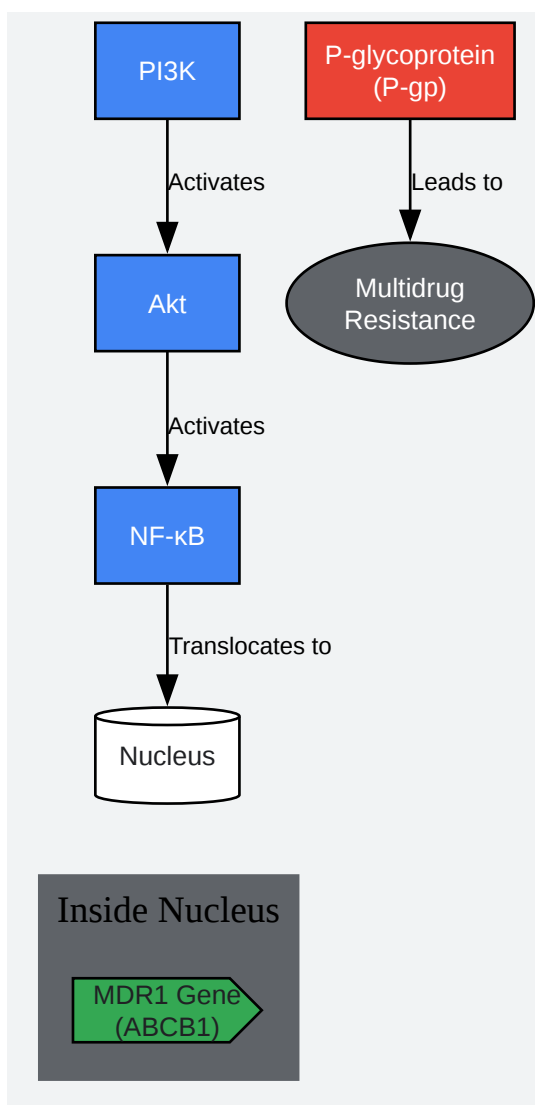 PI3K
P-glycoprotein
(P-gp)
Activates
Leads to
Akt
Multidrug
Resistance
Activates
NF-κB
Translocates to
Nucleus
Inside Nucleus
MDR1 Gene
(ABCB1)